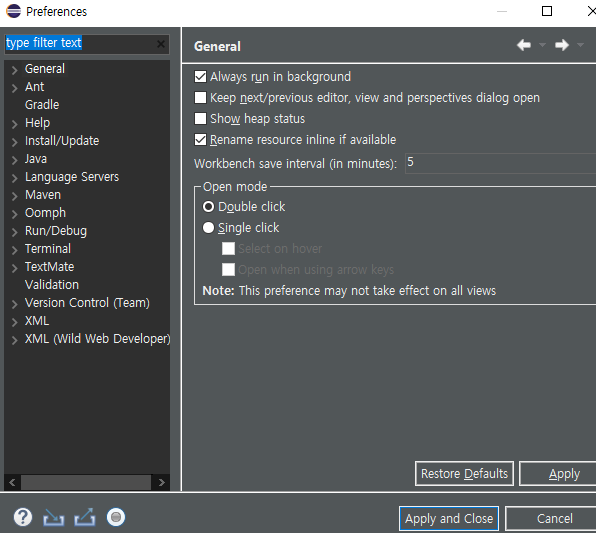 Preferences
type filter text
General
Ant
Gradle
Help
Install/Update
Java
Language Servers
Maven
Oomph
Run/Debug
Terminal
TextMate
Validation
Version Control (Team)
XML
XML (Wild Web Developer)
General
Always run in background
Keep next/previous editor, view and perspectives dialog open
Show heap status
Rename resource inline if available
Workbench save interval (in minutes): 5
Open mode
Double click
Single click
Select on hover
Open when using arrow keys
Note: This preference may not take effect on all views
Restore Defaults Apply
Apply and Close Cancel